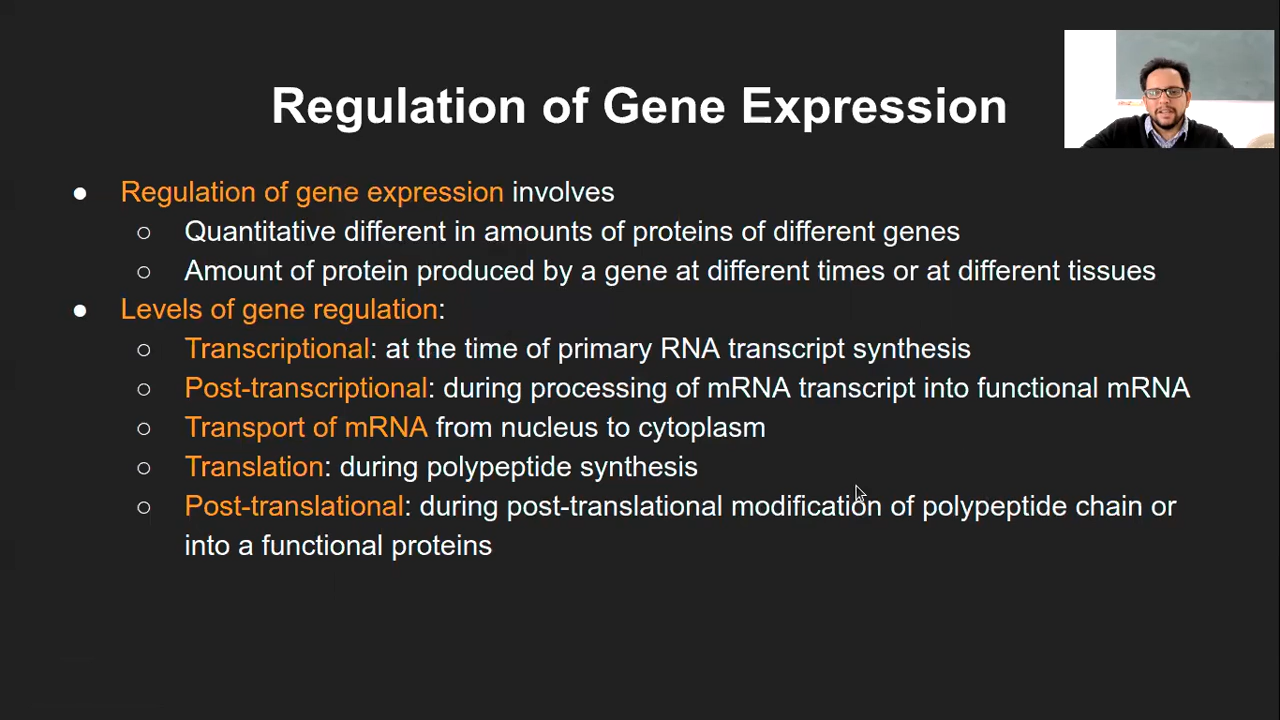 Regulation of Gene Expression
● Regulation of gene expression involves
○ Quantitative different in amounts of proteins of different genes
○ Amount of protein produced by a gene at different times or at different tissues
● Levels of gene regulation:
○ Transcriptional: at the time of primary RNA transcript synthesis
○ Post-transcriptional: during processing of mRNA transcript into functional mRNA
○ Transport of mRNA from nucleus to cytoplasm
○ Translation: during polypeptide synthesis
○ Post-translational: during post-translational modification of polypeptide chain or
into a functional proteins